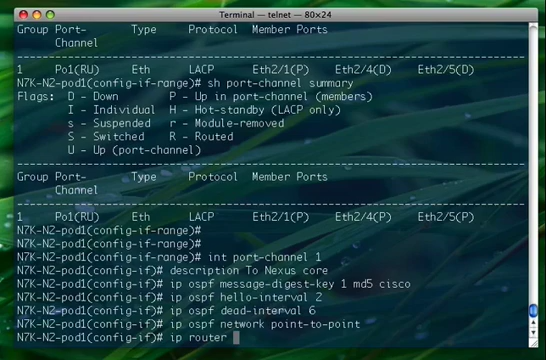 Terminal — telnet — 80×24
Group Port-       Type     Protocol  Member Ports
      Channel
--------------------------------------------------------------------------------
1     Po1(RU)     Eth      LACP      Eth2/1(P)    Eth2/4(D)    Eth2/5(D)
N7K-N2-pod1(config-if-range)# sh port-channel summary
Flags:  D - Down        P - Up in port-channel (members)
        I - Individual  H - Hot-standby (LACP only)
        s - Suspended   r - Module-removed
        S - Switched    R - Routed
        U - Up (port-channel)
--------------------------------------------------------------------------------
Group Port-       Type     Protocol  Member Ports
      Channel
--------------------------------------------------------------------------------
1     Po1(RU)     Eth      LACP      Eth2/1(P)    Eth2/4(P)    Eth2/5(P)
N7K-N2-pod1(config-if-range)#
N7K-N2-pod1(config-if-range)#
N7K-N2-pod1(config-if-range)# int port-channel 1
N7K-N2-pod1(config-if)# description To Nexus core
N7K-N2-pod1(config-if)# ip ospf message-digest-key 1 md5 cisco
N7K-N2-pod1(config-if)# ip ospf hello-interval 2
N7K-N2-pod1(config-if)# ip ospf dead-interval 6
N7K-N2-pod1(config-if)# ip ospf network point-to-point
N7K-N2-pod1(config-if)# ip router